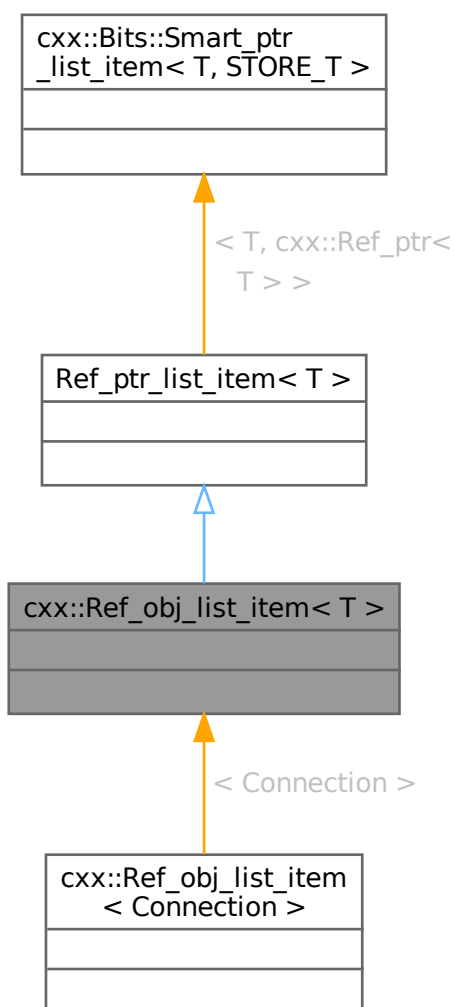 cxx::Bits::Smart_ptr
_list_item< T, STORE_T >
< T, cxx::Ref_ptr<
T > >
Ref_ptr_list_item< T >
cxx::Ref_obj_list_item< T >
< Connection >
cxx::Ref_obj_list_item
< Connection >